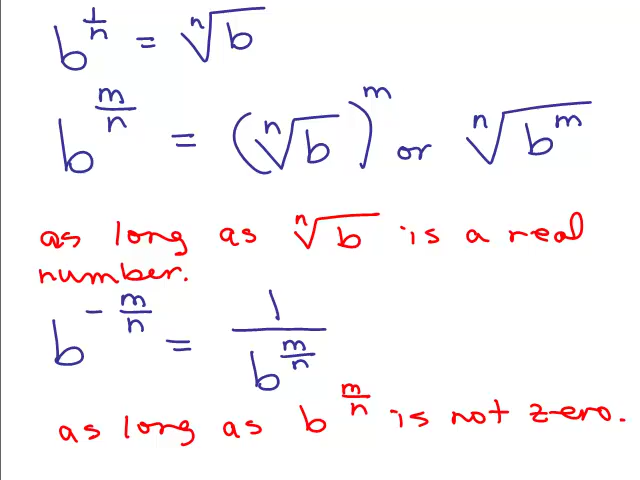 b^(1/n) = ⁿ√b
b^(m/n) = (ⁿ√b)^m or ⁿ√(b^m)
as long as ⁿ√b is a real
number.
b^(-m/n) = 1/b^(m/n)
as long as b^(m/n) is not zero.